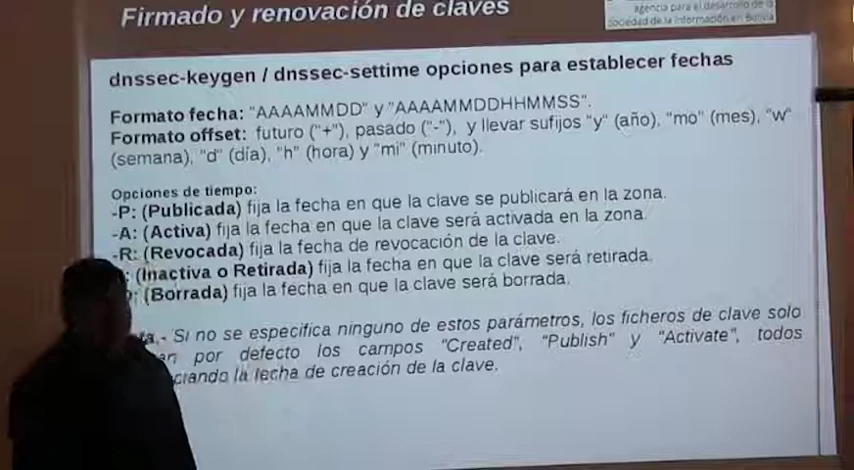 Firmado y renovación de claves
agencia para el desarrollo de la
sociedad de la información en Bolivia
dnssec-keygen / dnssec-settime opciones para establecer fechas
Formato fecha: "AAAAMMDD" y "AAAAMMDDHHMMSS".
Formato offset: futuro ("+"), pasado ("-"), y llevar sufijos "y" (año), "mo" (mes), "w"
(semana), "d" (día), "h" (hora) y "mi" (minuto).
Opciones de tiempo:
-P: (Publicada) fija la fecha en que la clave se publicará en la zona.
-A: (Activa) fija la fecha en que la clave será activada en la zona.
-R: (Revocada) fija la fecha de revocación de la clave.
: (Inactiva o Retirada) fija la fecha en que la clave será retirada.
: (Borrada) fija la fecha en que la clave será borrada.
.- Si no se especifica ninguno de estos parámetros, los ficheros de clave solo
por defecto los campos "Created", "Publish" y "Activate", todos
la fecha de creación de la clave.